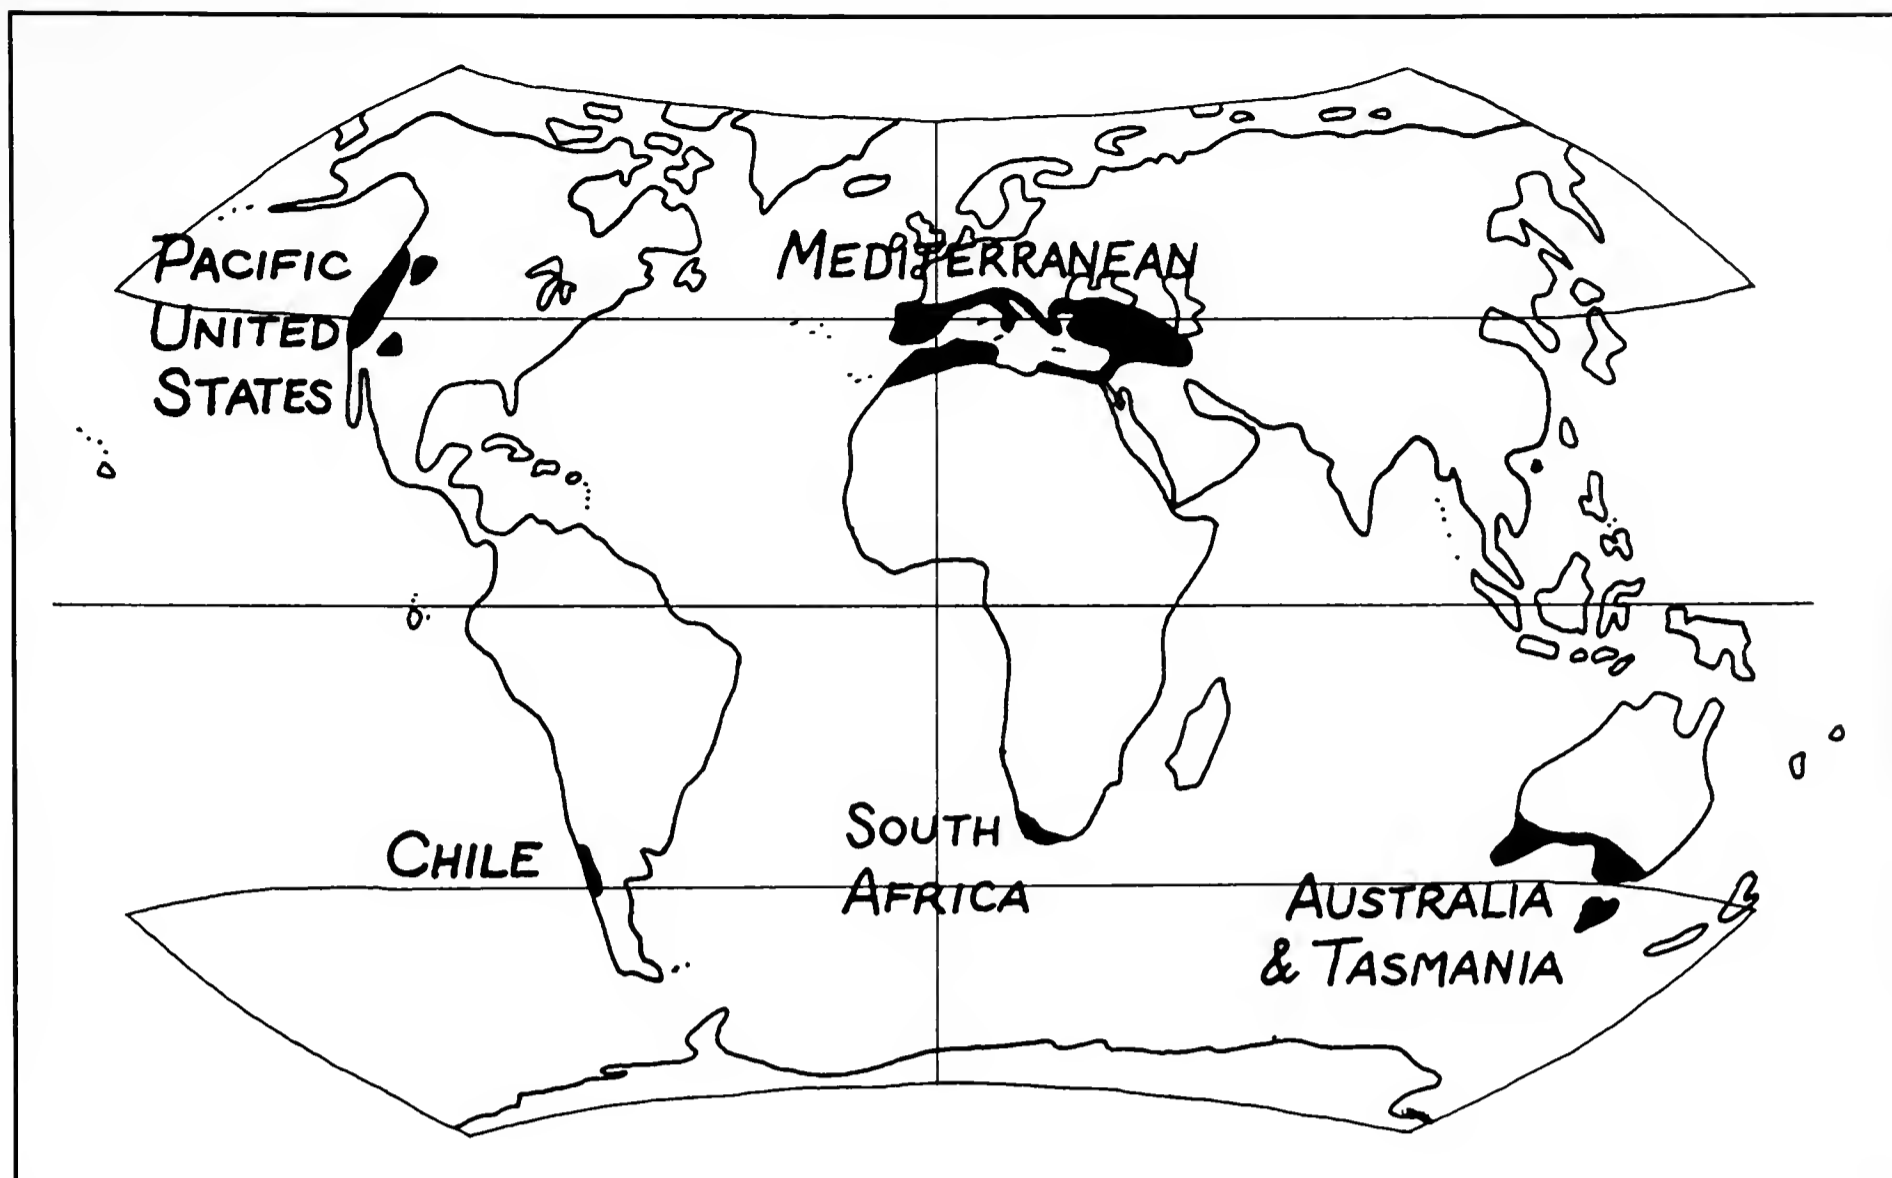 PACIFIC
UNITED
STATES
MEDITERRANEAN
CHILE
SOUTH
AFRICA
AUSTRALIA
& TASMANIA